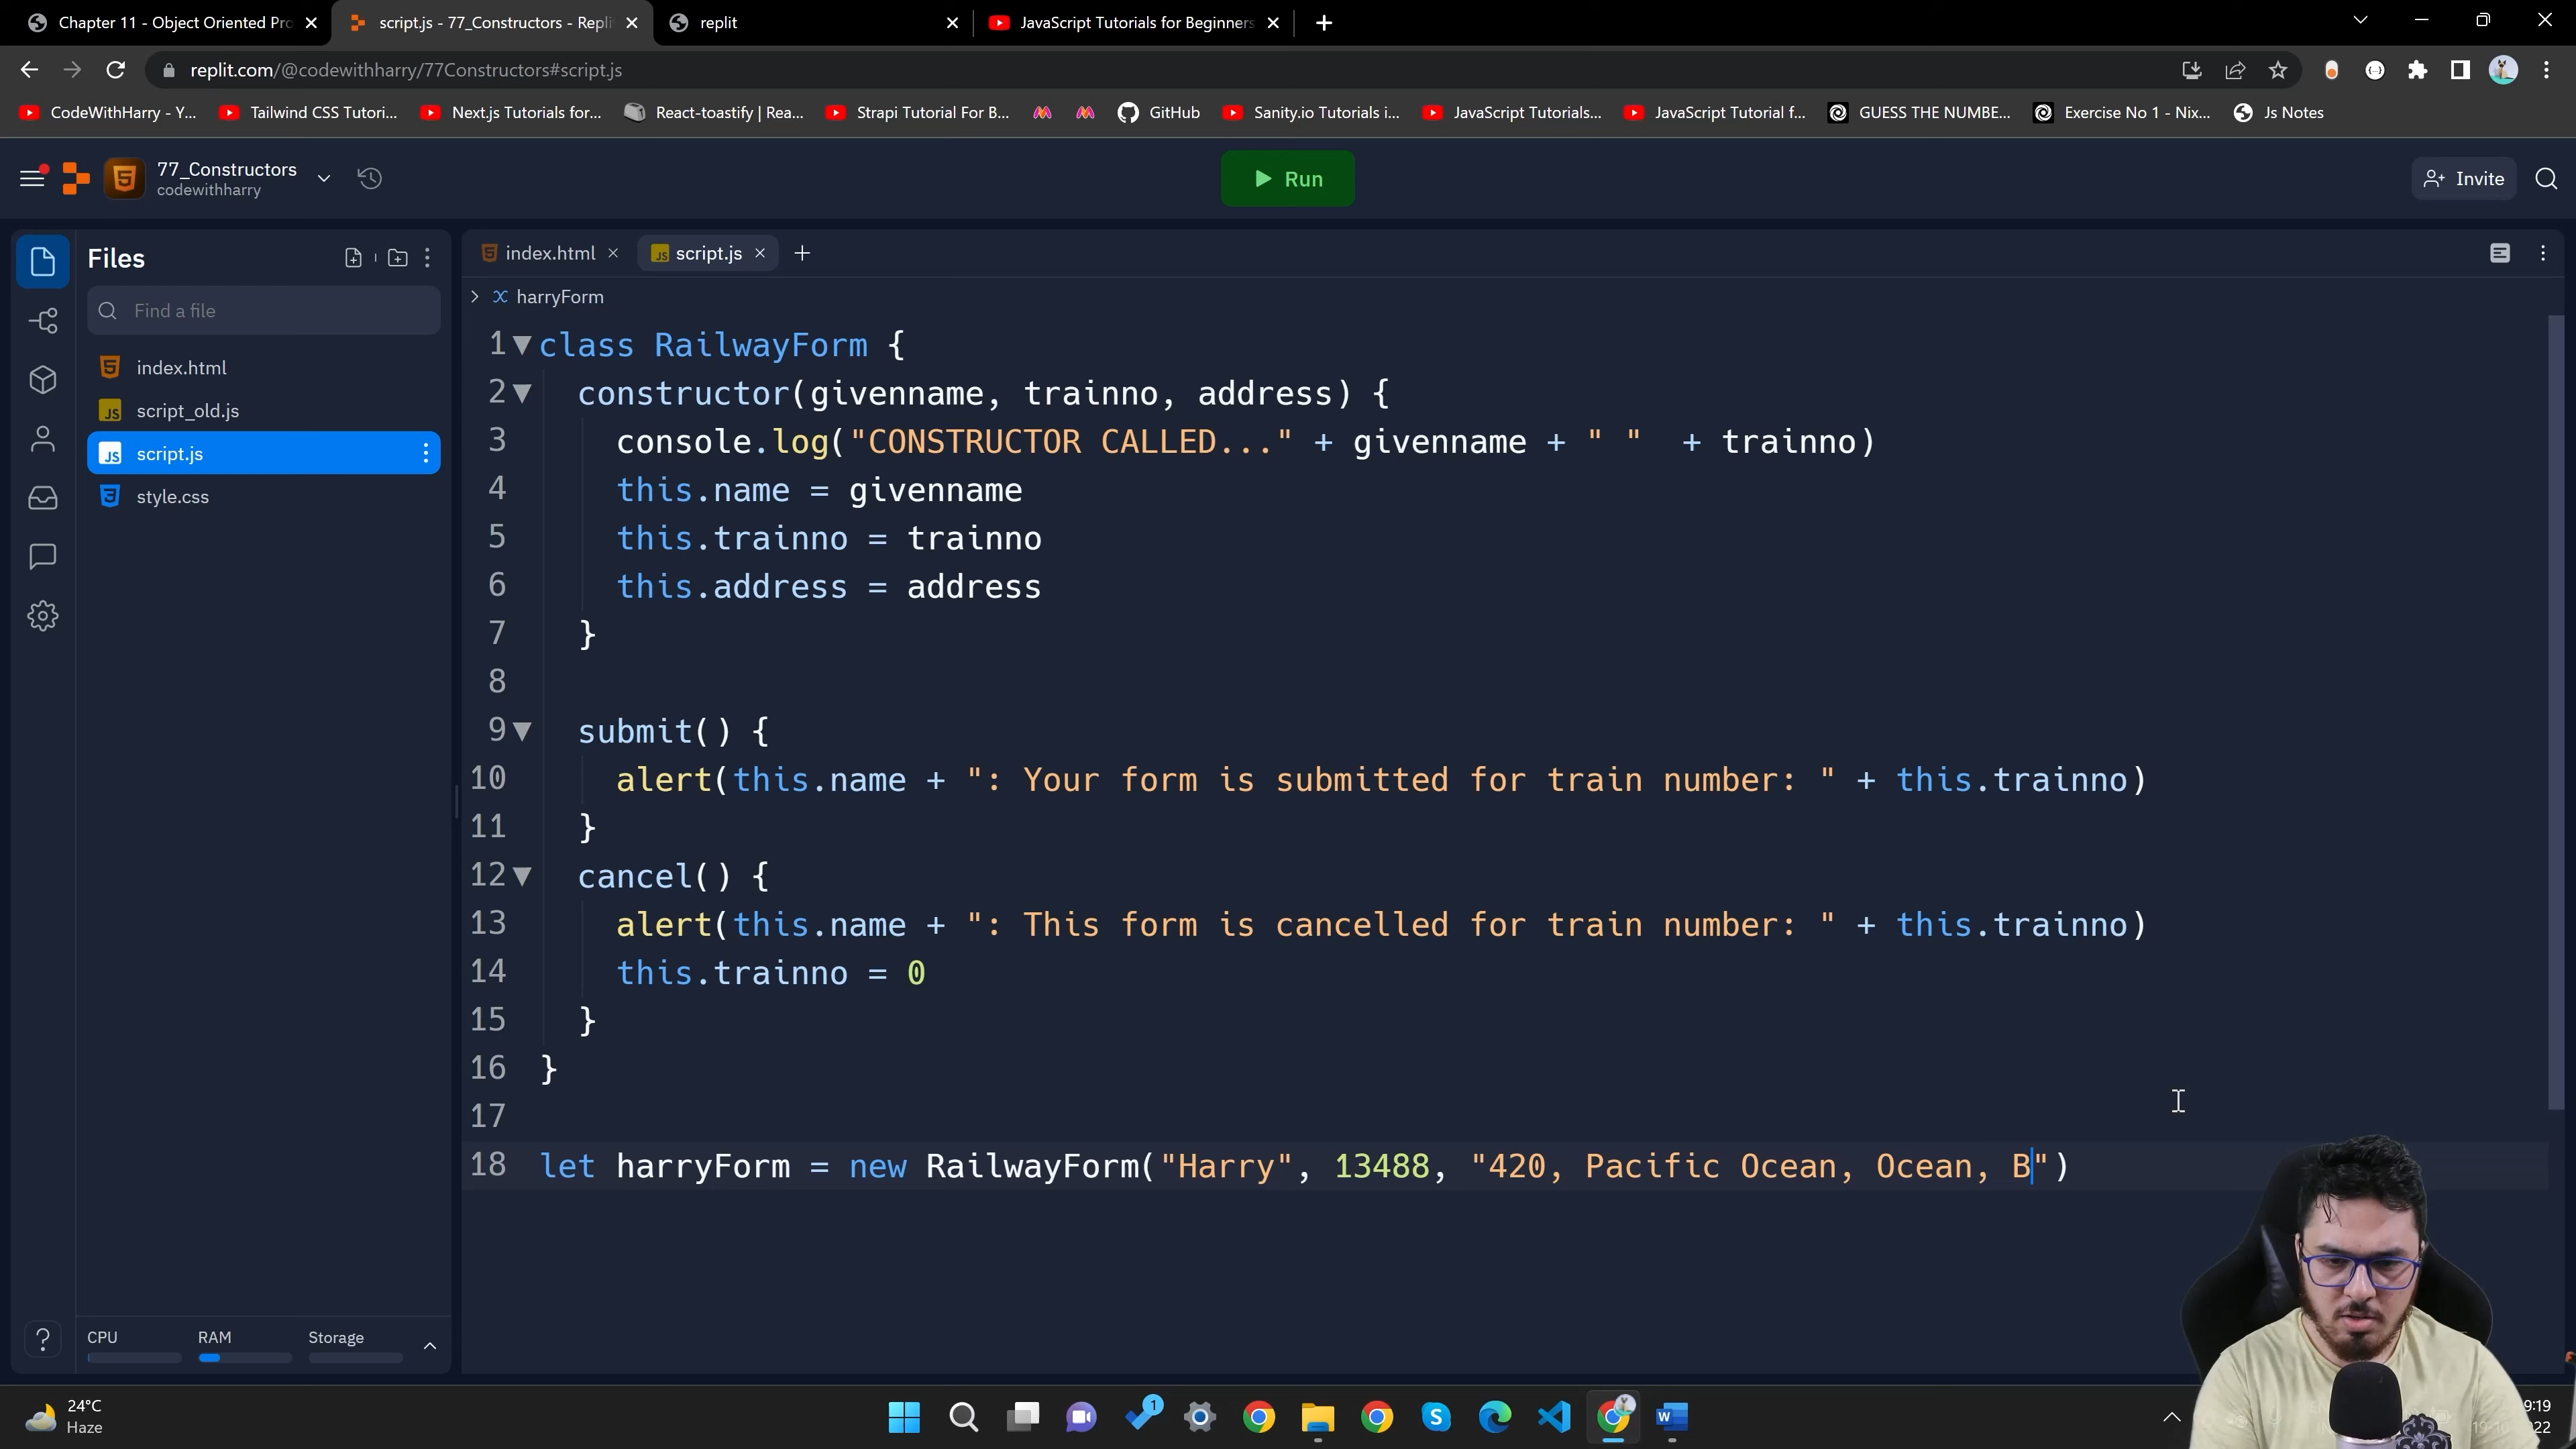 Chapter 11 - Object Oriented Pro
script.js - 77_Constructors - Repli
replit
JavaScript Tutorials for Beginners
replit.com/@codewithharry/77Constructors#script.js
CodeWithHarry - Y...
Tailwind CSS Tutori...
Next.js Tutorials for...
React-toastify | Rea...
Strapi Tutorial For B...
GitHub
Sanity.io Tutorials i...
JavaScript Tutorials...
JavaScript Tutorial f...
GUESS THE NUMBE...
Exercise No 1 - Nix...
Js Notes
77_Constructors
codewithharry
Run
Invite
Files
Find a file
index.html
script_old.js
script.js
style.css
index.html
script.js
harryForm
1 class RailwayForm {
2 constructor(givenname, trainno, address) {
3 console.log("CONSTRUCTOR CALLED..." + givenname + " "  + trainno)
4 this.name = givenname
5 this.trainno = trainno
6 this.address = address
7 }
8
9 submit() {
10 alert(this.name + ": Your form is submitted for train number: " + this.trainno)
11 }
12 cancel() {
13 alert(this.name + ": This form is cancelled for train number: " + this.trainno)
14 this.trainno = 0
15 }
16 }
17
18 let harryForm = new RailwayForm("Harry", 13488, "420, Pacific Ocean, Ocean, B")
CPU
RAM
Storage
24°C
Haze
1
9:19
22